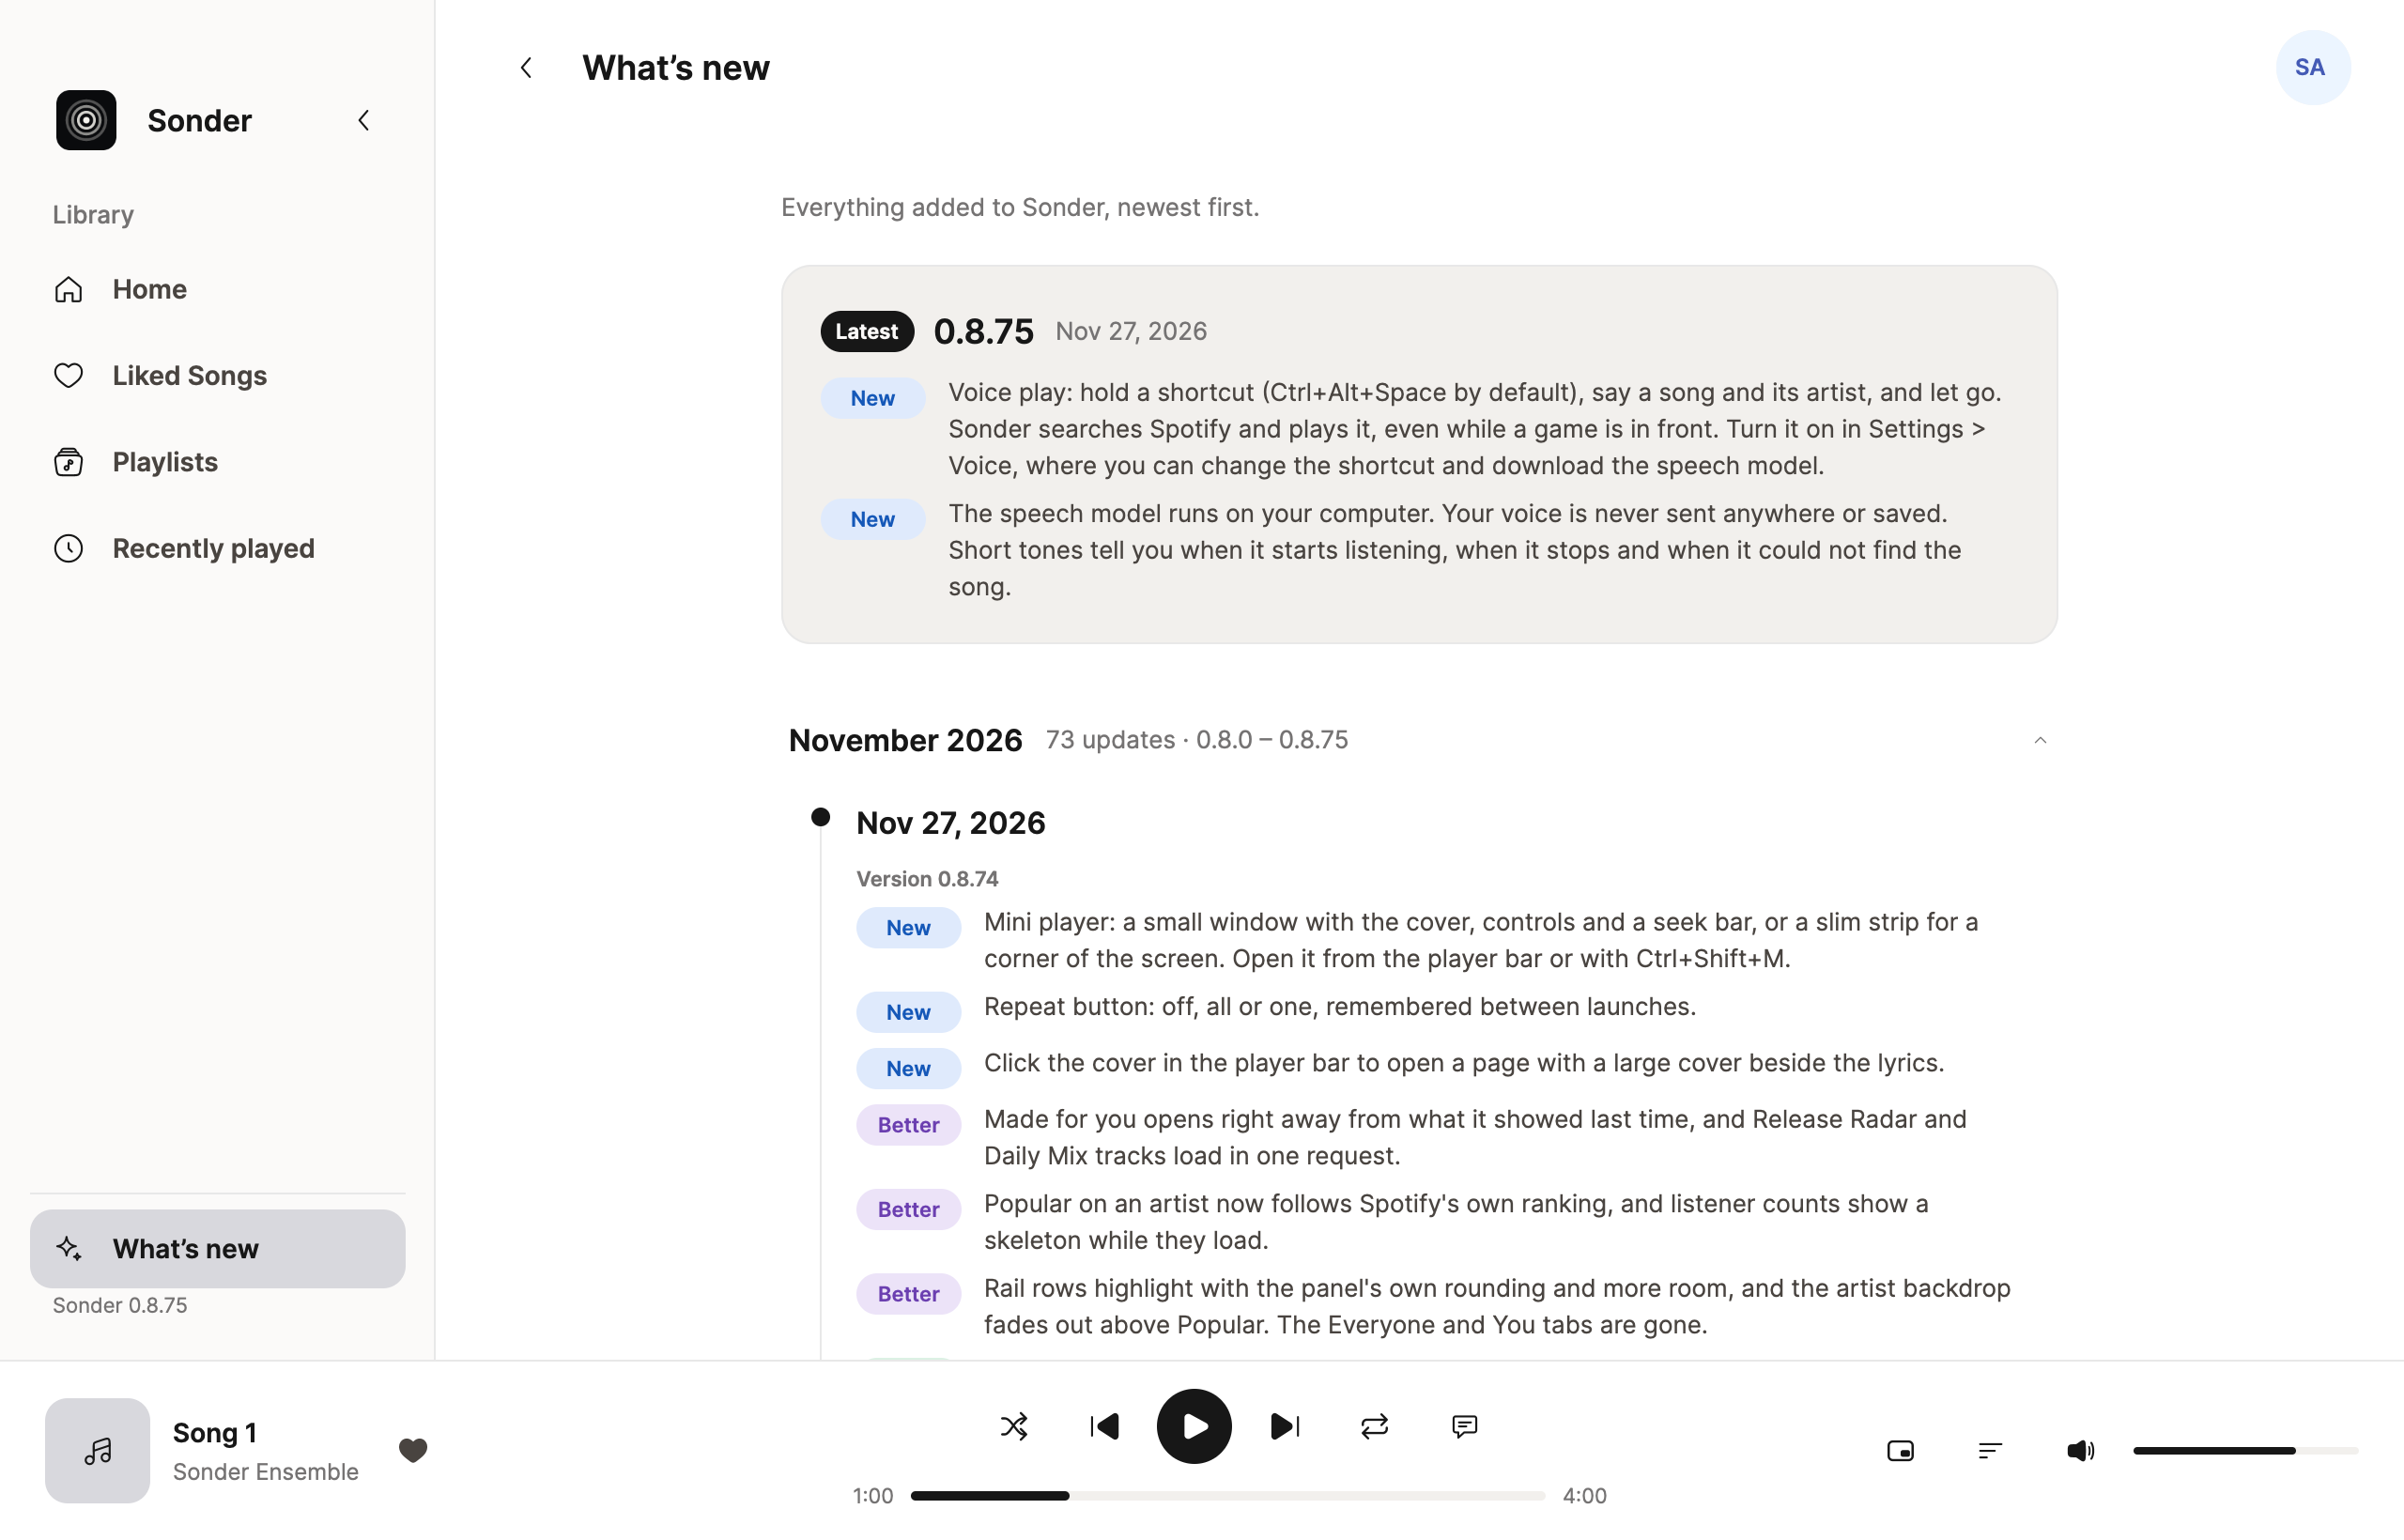 What’s new
SA
Sonder
Library
Home
Liked Songs
Playlists
Recently played
What’s new
Sonder 0.8.75
Everything added to Sonder, newest first.
Latest 0.8.75 Nov 27, 2026
New Voice play: hold a shortcut (Ctrl+Alt+Space by default), say a song and its artist, and let go.
Sonder searches Spotify and plays it, even while a game is in front. Turn it on in Settings >
Voice, where you can change the shortcut and download the speech model.
New The speech model runs on your computer. Your voice is never sent anywhere or saved.
Short tones tell you when it starts listening, when it stops and when it could not find the
song.
November 2026 73 updates · 0.8.0 – 0.8.75
Nov 27, 2026
Version 0.8.74
New Mini player: a small window with the cover, controls and a seek bar, or a slim strip for a
corner of the screen. Open it from the player bar or with Ctrl+Shift+M.
New Repeat button: off, all or one, remembered between launches.
New Click the cover in the player bar to open a page with a large cover beside the lyrics.
Better Made for you opens right away from what it showed last time, and Release Radar and
Daily Mix tracks load in one request.
Better Popular on an artist now follows Spotify's own ranking, and listener counts show a
skeleton while they load.
Better Rail rows highlight with the panel's own rounding and more room, and the artist backdrop
fades out above Popular. The Everyone and You tabs are gone.
Song 1
Sonder Ensemble
1:00
4:00